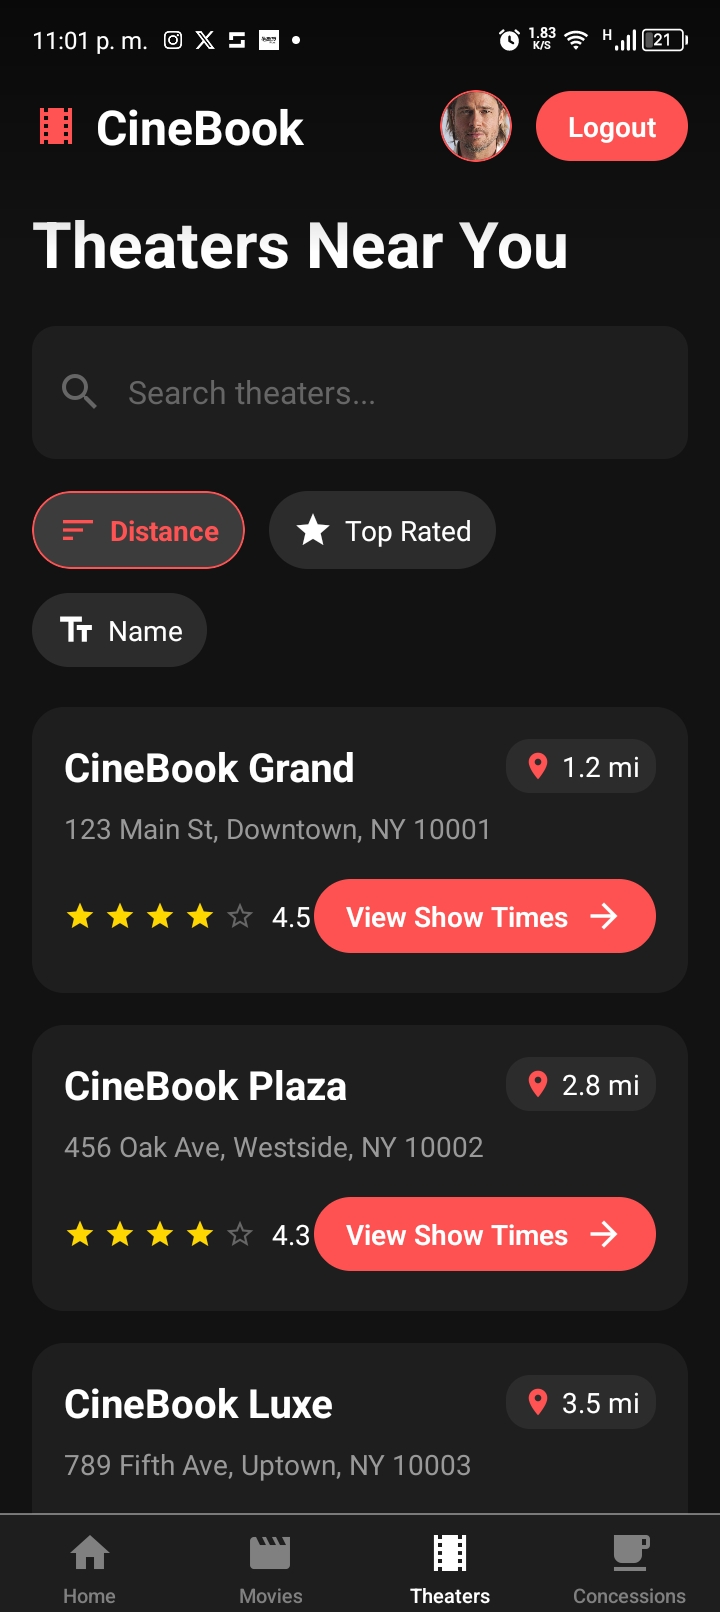 11:01 p. m.
1.83
K/S
H
21
CineBook
Logout
Theaters Near You
Search theaters...
Distance
Top Rated
Name
CineBook Grand
1.2 mi
123 Main St, Downtown, NY 10001
4.5
View Show Times
CineBook Plaza
2.8 mi
456 Oak Ave, Westside, NY 10002
4.3
View Show Times
CineBook Luxe
3.5 mi
789 Fifth Ave, Uptown, NY 10003
Home
Movies
Theaters
Concessions